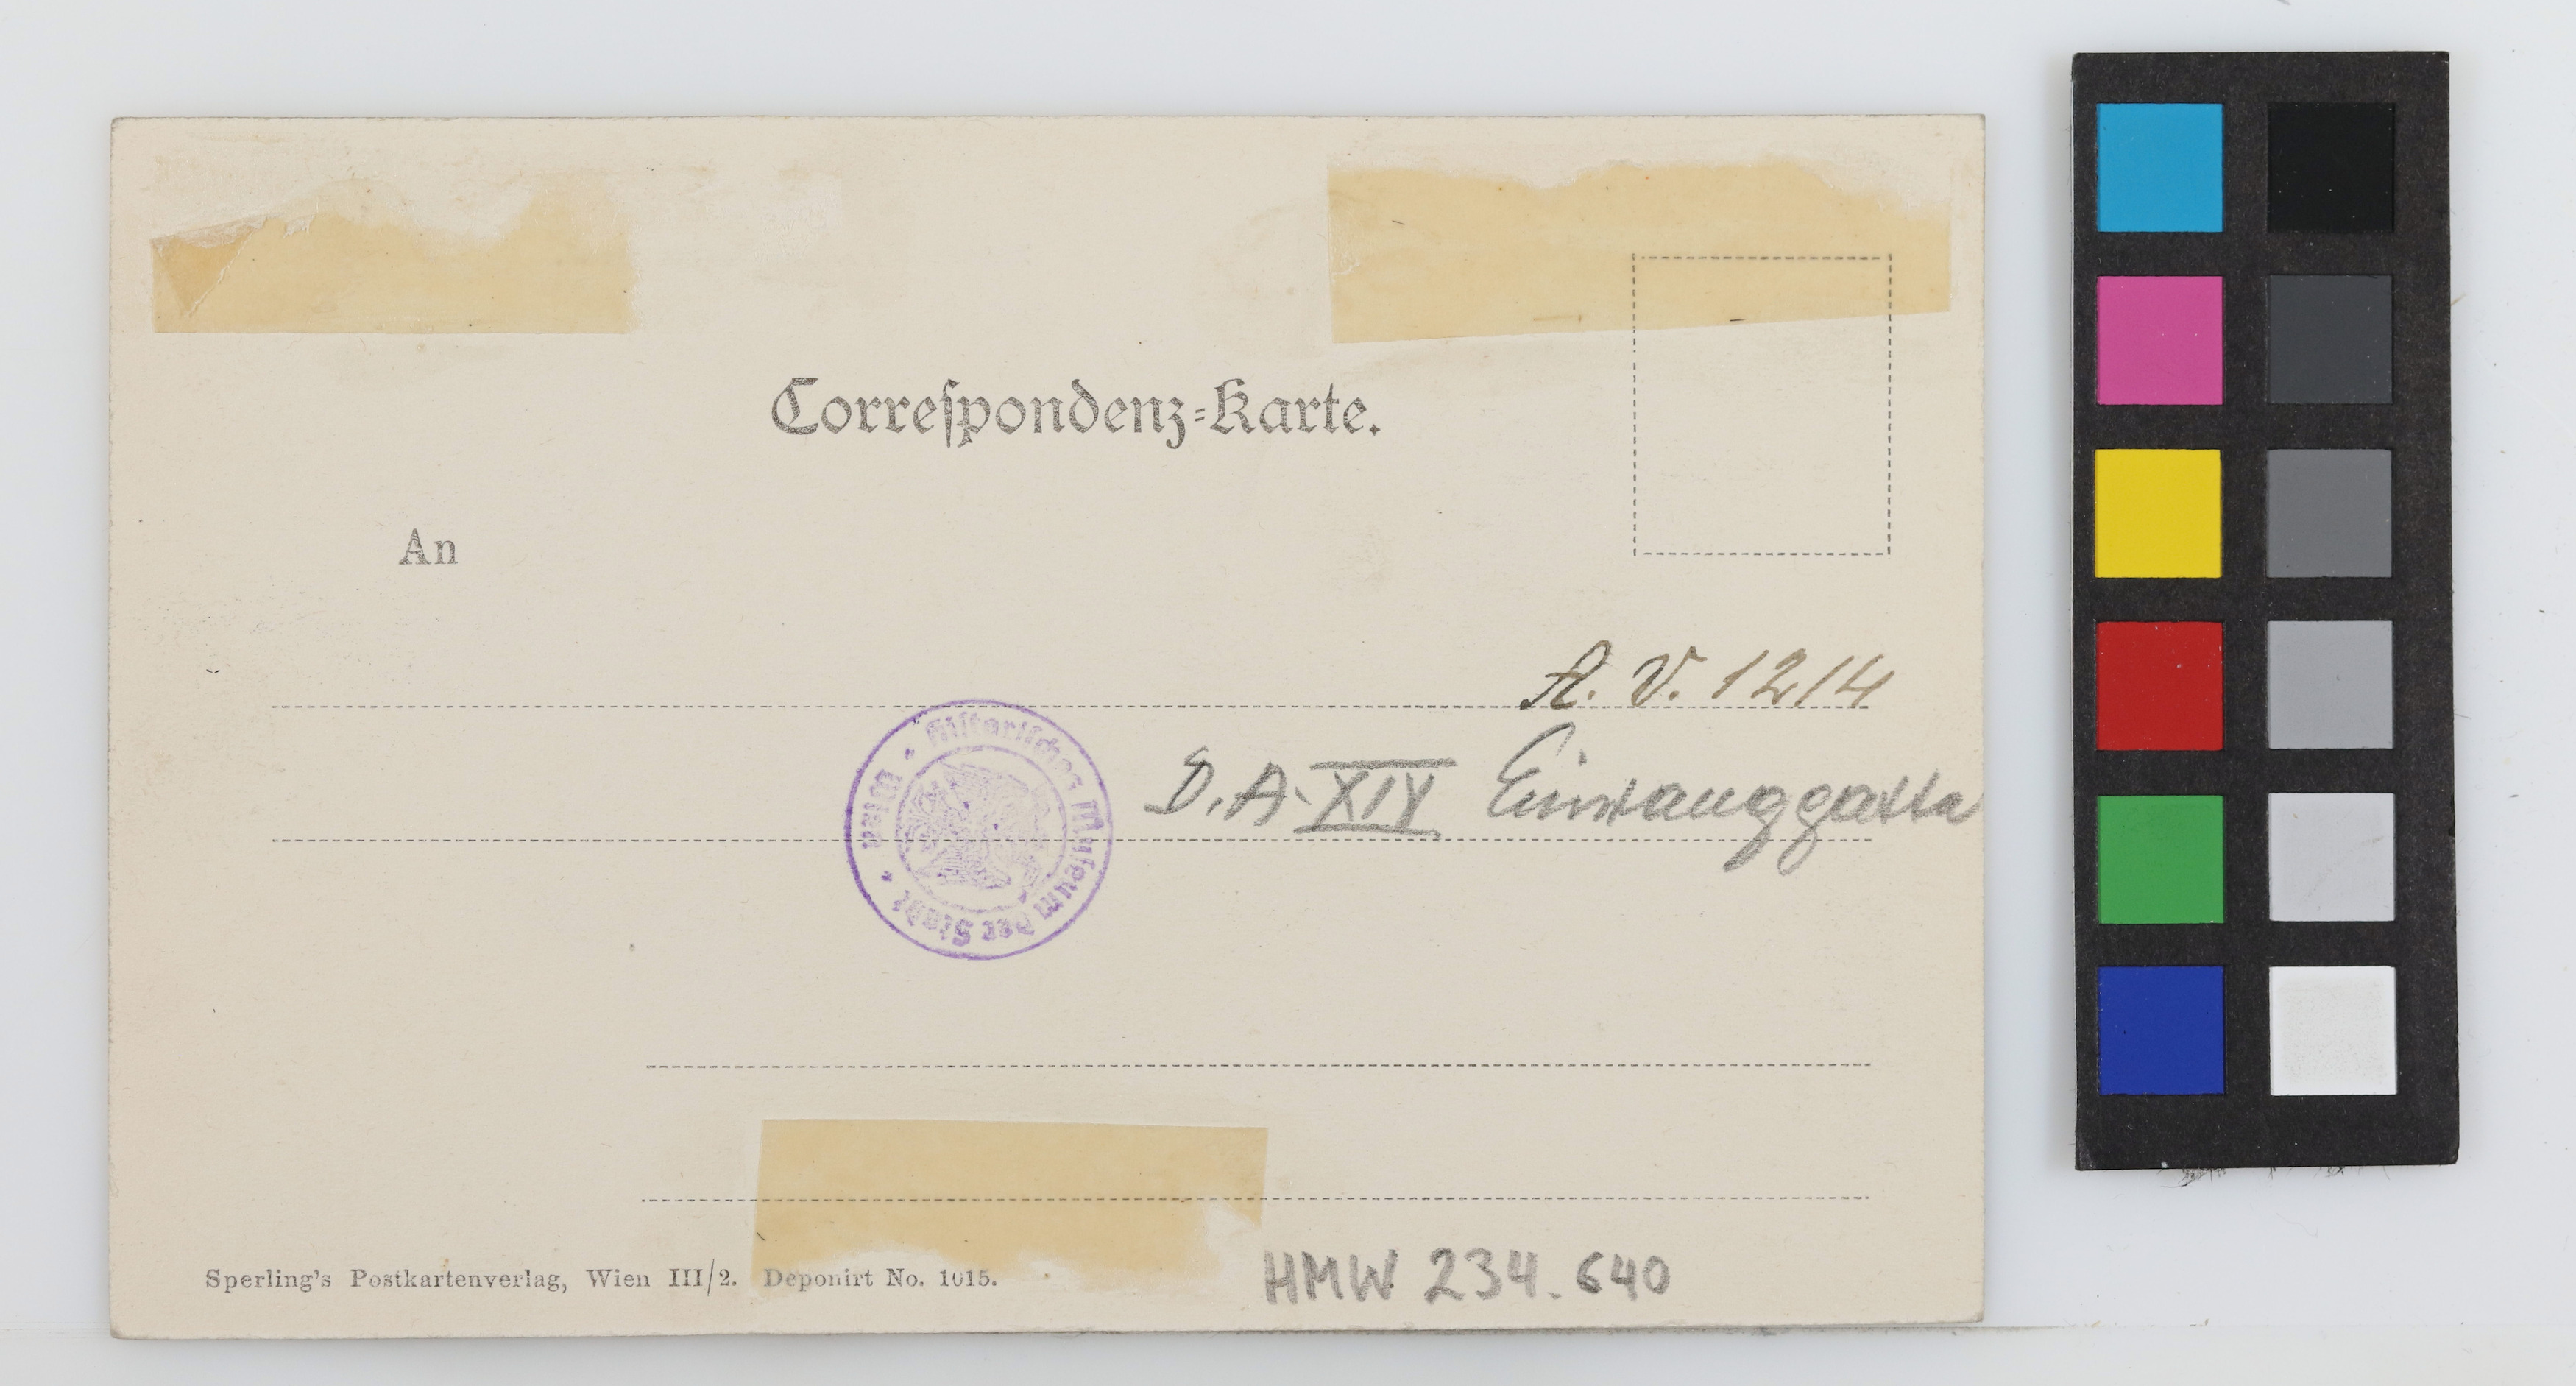 Correſpondenz-Karte.
An
A. V. 1214
D. A. XIV Einwanggasse
Historisches Museum der Stadt Wien
Sperling's Postkartenverlag, Wien III/2. Deponirt No. 1015.
HMW 234.640